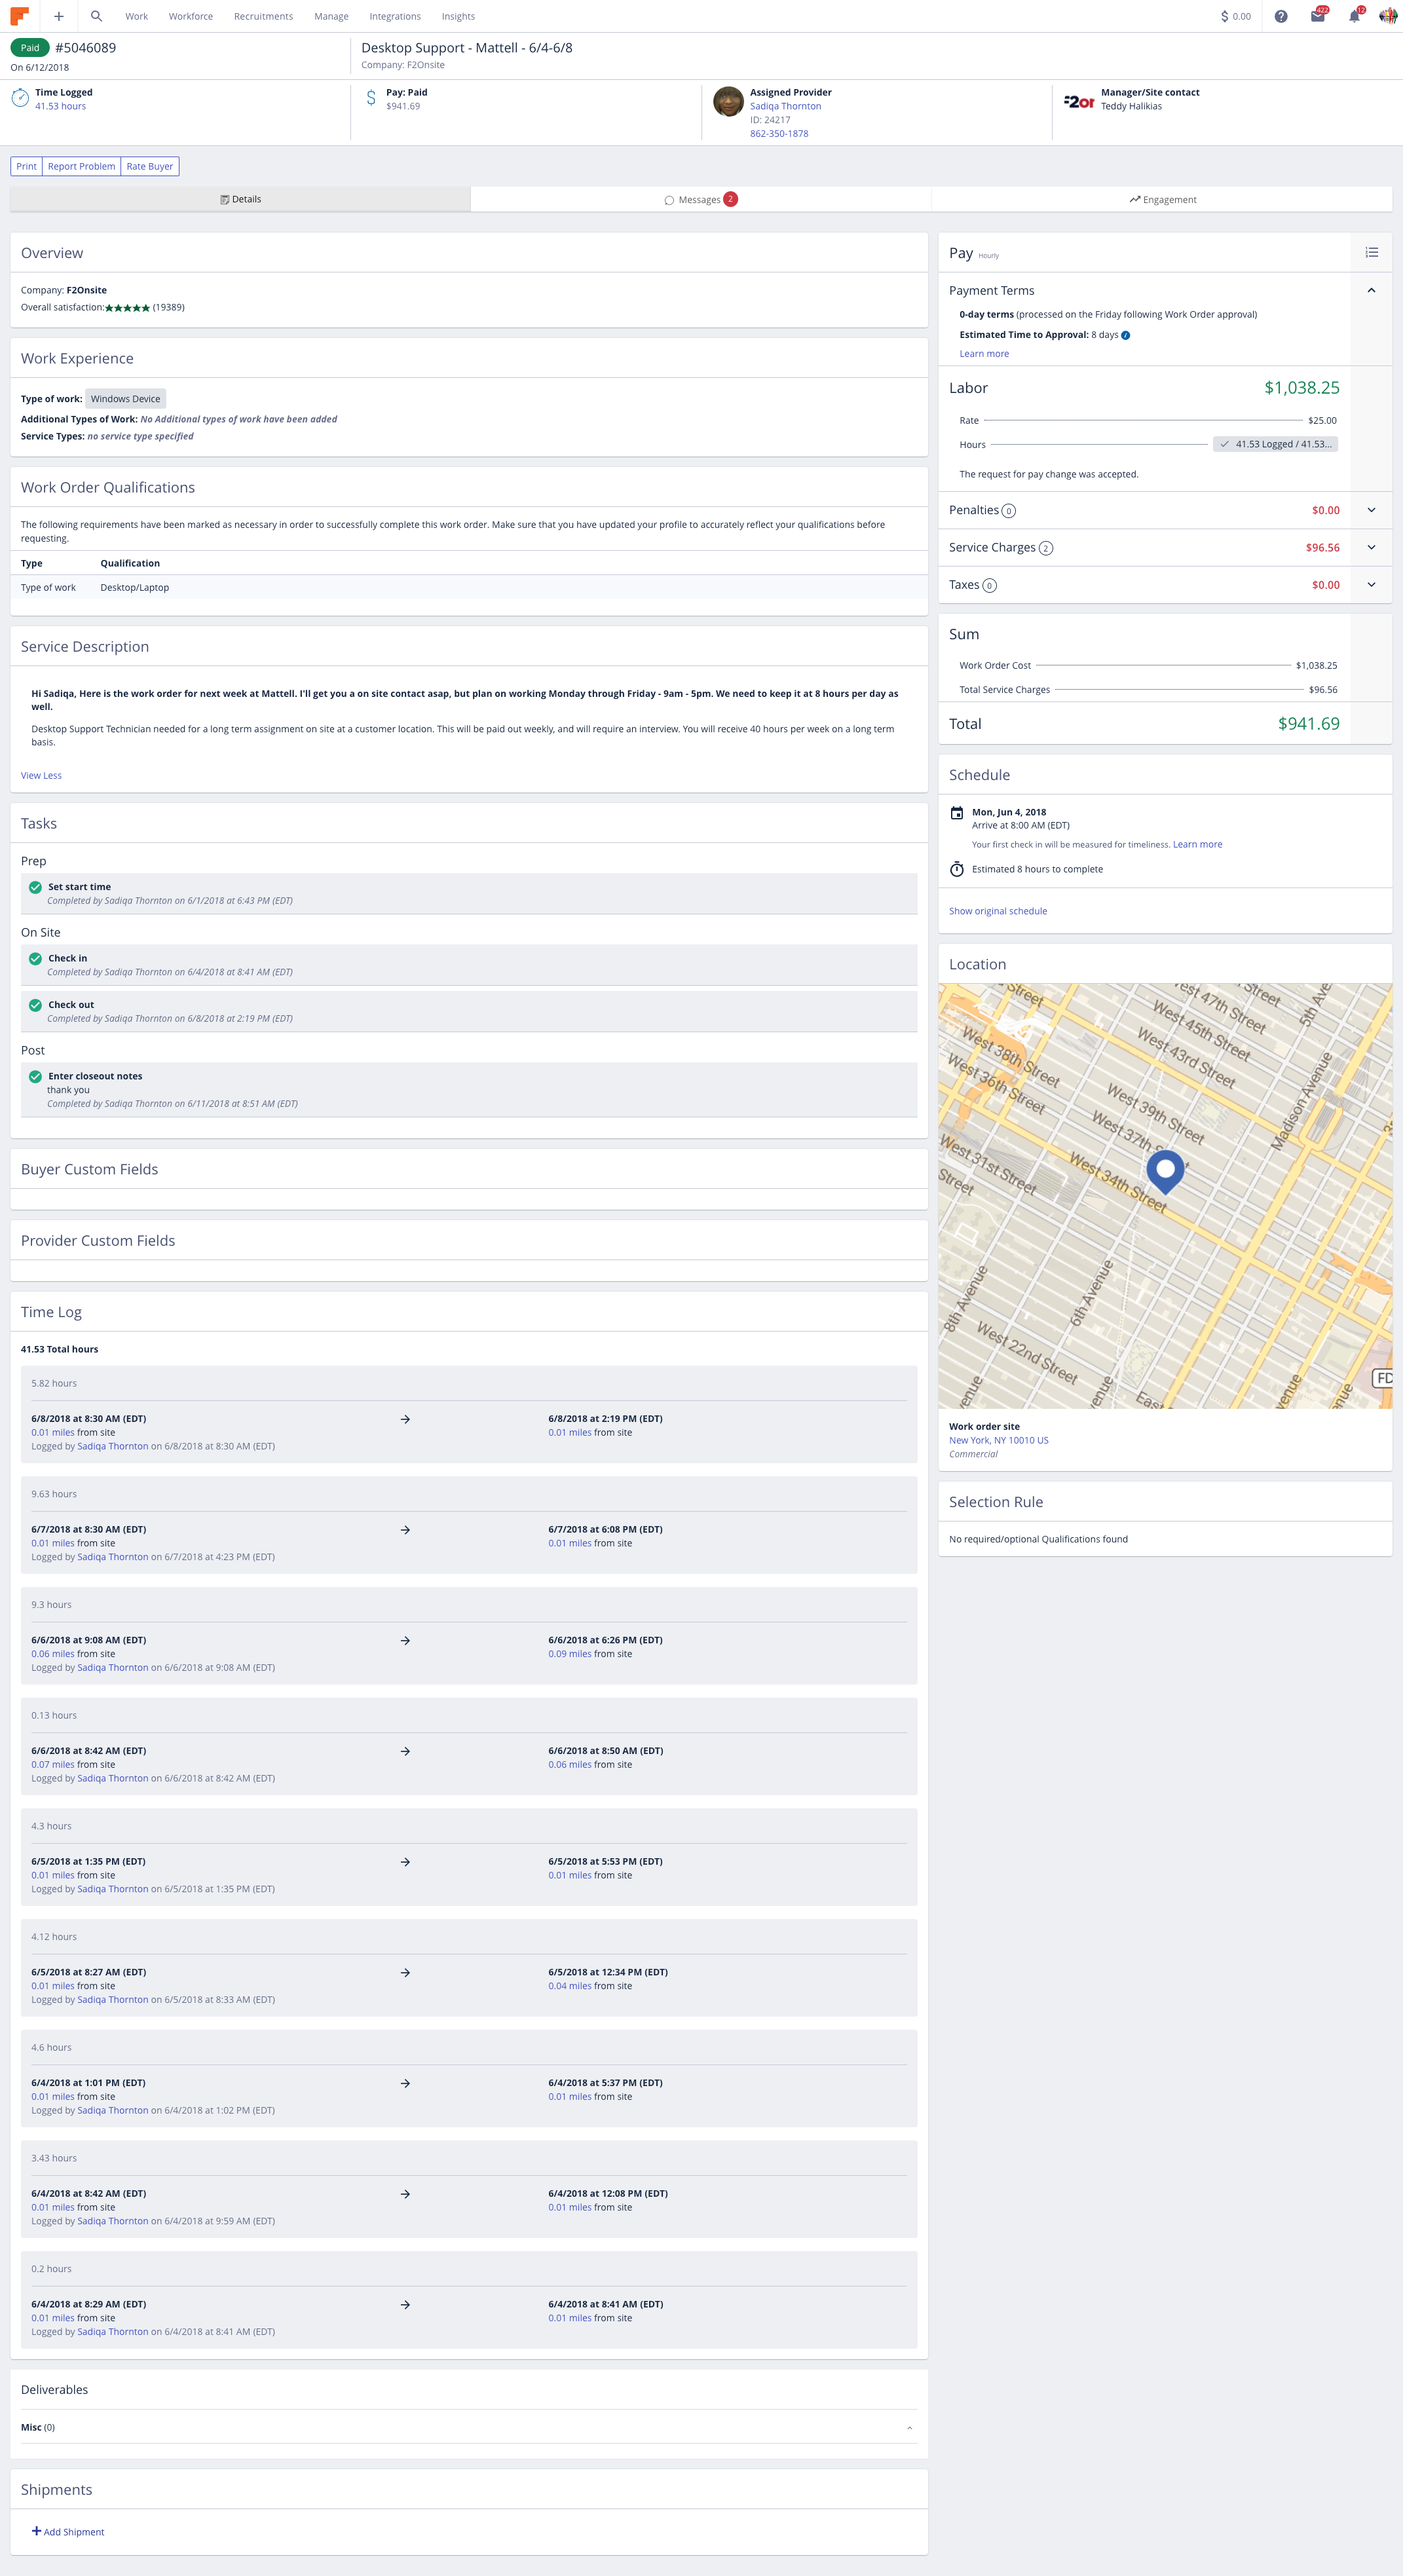 Work Workforce Recruitments Manage Integrations Insights
$ 0.00
422
12
Paid #5046089
On 6/12/2018
Desktop Support - Mattell - 6/4-6/8
Company: F2Onsite
Time Logged
41.53 hours
Pay: Paid
$941.69
Assigned Provider
Sadiqa Thornton
ID: 24217
862-350-1878
Manager/Site contact
Teddy Halikias
Print Report Problem Rate Buyer
Details
Messages 2
Engagement
Overview
Company: F2Onsite
Overall satisfaction:★★★★★ (19389)
Work Experience
Type of work: Windows Device
Additional Types of Work: No Additional types of work have been added
Service Types: no service type specified
Work Order Qualifications
The following requirements have been marked as necessary in order to successfully complete this work order. Make sure that you have updated your profile to accurately reflect your qualifications before
requesting.
Type Qualification
Type of work Desktop/Laptop
Service Description
Hi Sadiqa, Here is the work order for next week at Mattell. I'll get you a on site contact asap, but plan on working Monday through Friday - 9am - 5pm. We need to keep it at 8 hours per day as
well.
Desktop Support Technician needed for a long term assignment on site at a customer location. This will be paid out weekly, and will require an interview. You will receive 40 hours per week on a long term
basis.
View Less
Tasks
Prep
Set start time
Completed by Sadiqa Thornton on 6/1/2018 at 6:43 PM (EDT)
On Site
Check in
Completed by Sadiqa Thornton on 6/4/2018 at 8:41 AM (EDT)
Check out
Completed by Sadiqa Thornton on 6/8/2018 at 2:19 PM (EDT)
Post
Enter closeout notes
thank you
Completed by Sadiqa Thornton on 6/11/2018 at 8:51 AM (EDT)
Buyer Custom Fields
Provider Custom Fields
Time Log
41.53 Total hours
5.82 hours
6/8/2018 at 8:30 AM (EDT) → 6/8/2018 at 2:19 PM (EDT)
0.01 miles from site 0.01 miles from site
Logged by Sadiqa Thornton on 6/8/2018 at 8:30 AM (EDT)
9.63 hours
6/7/2018 at 8:30 AM (EDT) → 6/7/2018 at 6:08 PM (EDT)
0.01 miles from site 0.01 miles from site
Logged by Sadiqa Thornton on 6/7/2018 at 4:23 PM (EDT)
9.3 hours
6/6/2018 at 9:08 AM (EDT) → 6/6/2018 at 6:26 PM (EDT)
0.06 miles from site 0.09 miles from site
Logged by Sadiqa Thornton on 6/6/2018 at 9:08 AM (EDT)
0.13 hours
6/6/2018 at 8:42 AM (EDT) → 6/6/2018 at 8:50 AM (EDT)
0.07 miles from site 0.06 miles from site
Logged by Sadiqa Thornton on 6/6/2018 at 8:42 AM (EDT)
4.3 hours
6/5/2018 at 1:35 PM (EDT) → 6/5/2018 at 5:53 PM (EDT)
0.01 miles from site 0.01 miles from site
Logged by Sadiqa Thornton on 6/5/2018 at 1:35 PM (EDT)
4.12 hours
6/5/2018 at 8:27 AM (EDT) → 6/5/2018 at 12:34 PM (EDT)
0.01 miles from site 0.04 miles from site
Logged by Sadiqa Thornton on 6/5/2018 at 8:33 AM (EDT)
4.6 hours
6/4/2018 at 1:01 PM (EDT) → 6/4/2018 at 5:37 PM (EDT)
0.01 miles from site 0.01 miles from site
Logged by Sadiqa Thornton on 6/4/2018 at 1:02 PM (EDT)
3.43 hours
6/4/2018 at 8:42 AM (EDT) → 6/4/2018 at 12:08 PM (EDT)
0.01 miles from site 0.01 miles from site
Logged by Sadiqa Thornton on 6/4/2018 at 9:59 AM (EDT)
0.2 hours
6/4/2018 at 8:29 AM (EDT) → 6/4/2018 at 8:41 AM (EDT)
0.01 miles from site 0.01 miles from site
Logged by Sadiqa Thornton on 6/4/2018 at 8:41 AM (EDT)
Deliverables
Misc (0)
Shipments
+ Add Shipment
Pay Hourly
Payment Terms
0-day terms (processed on the Friday following Work Order approval)
Estimated Time to Approval: 8 days
Learn more
Labor $1,038.25
Rate $25.00
Hours 41.53 Logged / 41.53...
The request for pay change was accepted.
Penalties 0 $0.00
Service Charges 2 $96.56
Taxes 0 $0.00
Sum
Work Order Cost $1,038.25
Total Service Charges $96.56
Total $941.69
Schedule
Mon, Jun 4, 2018
Arrive at 8:00 AM (EDT)
Your first check in will be measured for timeliness. Learn more
Estimated 8 hours to complete
Show original schedule
Location
West 47th Street
West 45th Street
West 43rd Street
5th Ave
West 38th Street
West 36th Street
West 39th Street
West 37th S
Madison Avenue
West 31st Street
West 34th Street
Street
8th Avenue
6th Avenue
West 22nd Street
FD
Work order site
New York, NY 10010 US
Commercial
Selection Rule
No required/optional Qualifications found